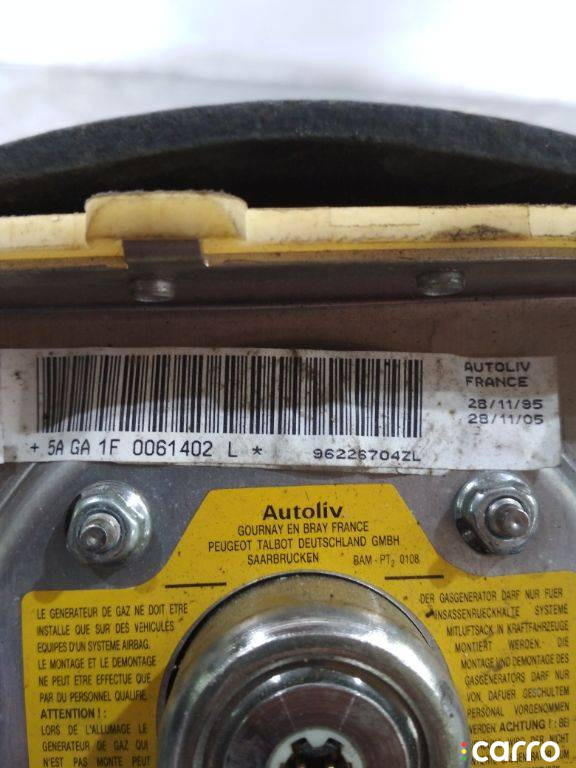 AUTOLIV
FRANCE
28/11/95
28/11/05
+ 5A GA 1F 0061402 L *
96226704ZL
Autoliv
GOURNAY EN BRAY FRANCE
PEUGEOT TALBOT DEUTSCHLAND GMBH
SAARBRUCKEN BAM - PT₂ 0108
LE GENERATEUR DE GAZ NE DOIT ETRE
INSTALLE QUE SUR DES VEHICULES
EQUIPES D'UN SYSTEME AIRBAG.
LE MONTAGE ET LE DEMONTAGE
NE PEUT ETRE EFFECTUE QUE
PAR DU PERSONNEL QUALIFIE.
ATTENTION! :
LORS DE L'ALLUMAGE LE
GENERATEUR DE GAZ QUI
N'EST PAS MONTE PEUT
DER GASGENERATOR DARF NUR FUER
INSASSENRUECKHALTE SYSTEME
MITLUFTSACK IN KRAFTFAHRZEUGE
MONTIERT WERDEN. DIE
MONTAGE UND DEMONTAGE DES
GASGENERATORS DARF NUR
VON DAFUER GESCHULTEM
PERSONAL VORGENOMMEN
WERDEN ACHTUNG! : BEI
carro